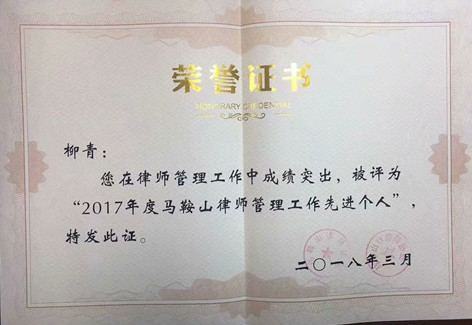 荣誉证书
HONORARY CREDENTIAL
柳青：
您在律师管理工作中成绩突出，被评为
“2017年度马鞍山律师管理工作先进个人”，
特发此证。
二〇一八年三月